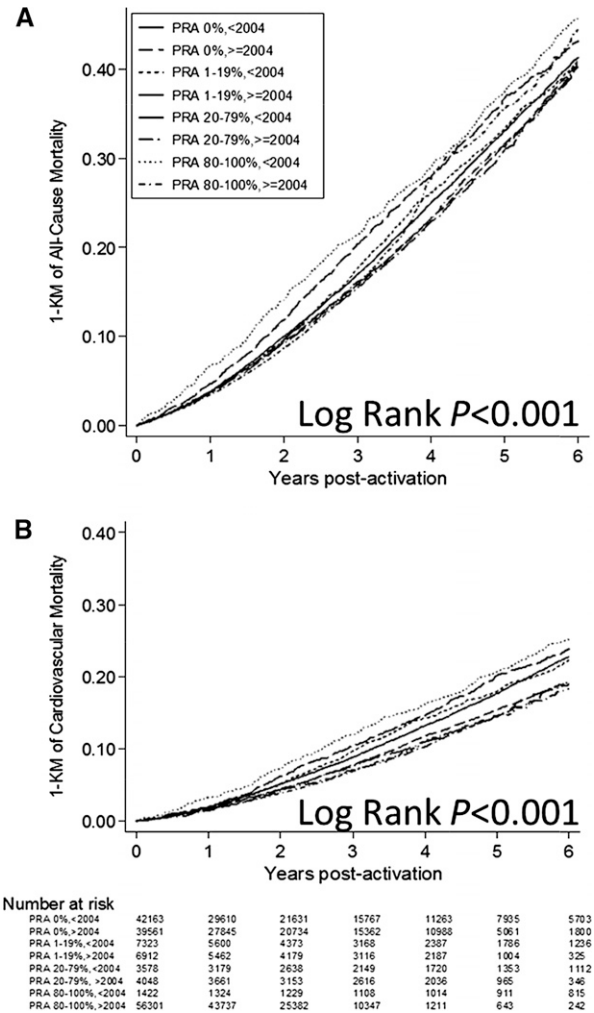 A
PRA 0%,<2004
PRA 0%,>=2004
PRA 1-19%,<2004
PRA 1-19%,>=2004
PRA 20-79%,<2004
PRA 20-79%,>=2004
PRA 80-100%,<2004
PRA 80-100%,>=2004
1-KM of All-Cause Mortality
0.40
0.30
0.20
0.10
0.00
Log Rank P<0.001
0 1 2 3 4 5 6
Years post-activation
B
1-KM of Cardiovascular Mortality
0.40
0.30
0.20
0.10
0.00
Log Rank P<0.001
0 1 2 3 4 5 6
Years post-activation
Number at risk
PRA 0%,<2004 42163 29610 21631 15767 11263 7935 5703
PRA 0%,>2004 39561 27845 20734 15362 10988 5061 1800
PRA 1-19%,<2004 7323 5600 4373 3168 2387 1786 1236
PRA 1-19%,>2004 6912 5462 4179 3116 2187 1004 325
PRA 20-79%,<2004 3578 3179 2638 2149 1720 1353 1112
PRA 20-79%, >2004 4048 3661 3153 2616 2036 965 346
PRA 80-100%,<2004 1422 1324 1229 1108 1014 911 815
PRA 80-100%,>2004 56301 43737 25382 10347 1211 643 242